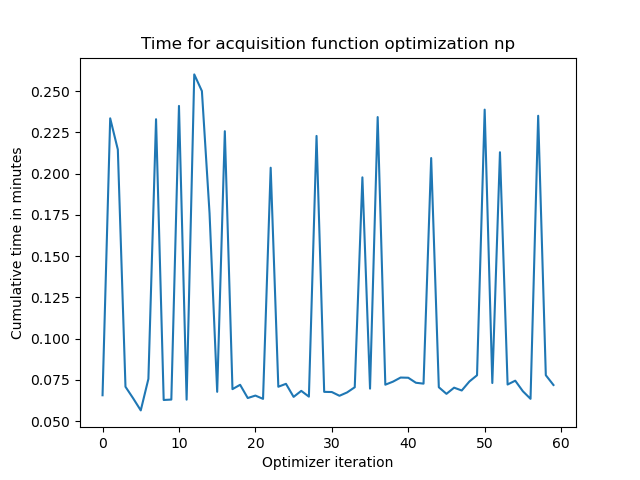 Time for acquisition function optimization np
Cumulative time in minutes
0.250
0.225
0.200
0.175
0.150
0.125
0.100
0.075
0.050
0 10 20 30 40 50 60
Optimizer iteration